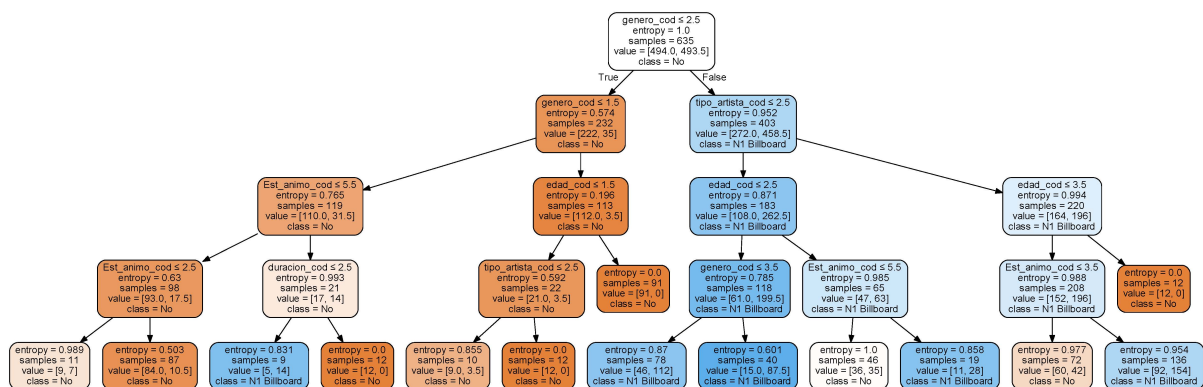 genero_cod ≤ 2.5
entropy = 1.0
samples = 635
value = [494.0, 493.5]
class = No
True
False
genero_cod ≤ 1.5
entropy = 0.574
samples = 232
value = [222, 35]
class = No
tipo_artista_cod ≤ 2.5
entropy = 0.952
samples = 403
value = [272.0, 458.5]
class = N1 Billboard
Est_animo_cod ≤ 5.5
entropy = 0.765
samples = 119
value = [110.0, 31.5]
class = No
edad_cod ≤ 1.5
entropy = 0.196
samples = 113
value = [112.0, 3.5]
class = No
edad_cod ≤ 2.5
entropy = 0.871
samples = 183
value = [108.0, 262.5]
class = N1 Billboard
edad_cod ≤ 3.5
entropy = 0.994
samples = 220
value = [164, 196]
class = N1 Billboard
Est_animo_cod ≤ 2.5
entropy = 0.63
samples = 98
value = [93.0, 17.5]
class = No
duracion_cod ≤ 2.5
entropy = 0.993
samples = 21
value = [17, 14]
class = No
tipo_artista_cod ≤ 2.5
entropy = 0.592
samples = 22
value = [21.0, 3.5]
class = No
entropy = 0.0
samples = 91
value = [91, 0]
class = No
genero_cod ≤ 3.5
entropy = 0.785
samples = 118
value = [61.0, 199.5]
class = N1 Billboard
Est_animo_cod ≤ 5.5
entropy = 0.985
samples = 65
value = [47, 63]
class = N1 Billboard
Est_animo_cod ≤ 3.5
entropy = 0.988
samples = 208
value = [152, 196]
class = N1 Billboard
entropy = 0.0
samples = 12
value = [12, 0]
class = No
entropy = 0.989
samples = 11
value = [9, 7]
class = No
entropy = 0.503
samples = 87
value = [84.0, 10.5]
class = No
entropy = 0.831
samples = 9
value = [5, 14]
class = N1 Billboard
entropy = 0.0
samples = 12
value = [12, 0]
class = No
entropy = 0.855
samples = 10
value = [9.0, 3.5]
class = No
entropy = 0.0
samples = 12
value = [12, 0]
class = No
entropy = 0.87
samples = 78
value = [46, 112]
class = N1 Billboard
entropy = 0.601
samples = 40
value = [15.0, 87.5]
class = N1 Billboard
entropy = 1.0
samples = 46
value = [36, 35]
class = No
entropy = 0.858
samples = 19
value = [11, 28]
class = N1 Billboard
entropy = 0.977
samples = 72
value = [60, 42]
class = No
entropy = 0.954
samples = 136
value = [92, 154]
class = N1 Billboard